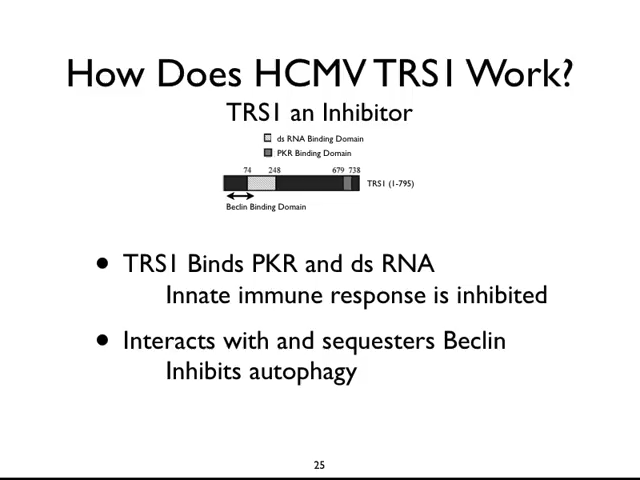 How Does HCMV TRS1 Work?
TRS1 an Inhibitor
ds RNA Binding Domain
PKR Binding Domain
74 248 679 738
TRS1 (1-795)
Beclin Binding Domain
• TRS1 Binds PKR and ds RNA
Innate immune response is inhibited
• Interacts with and sequesters Beclin
Inhibits autophagy
25